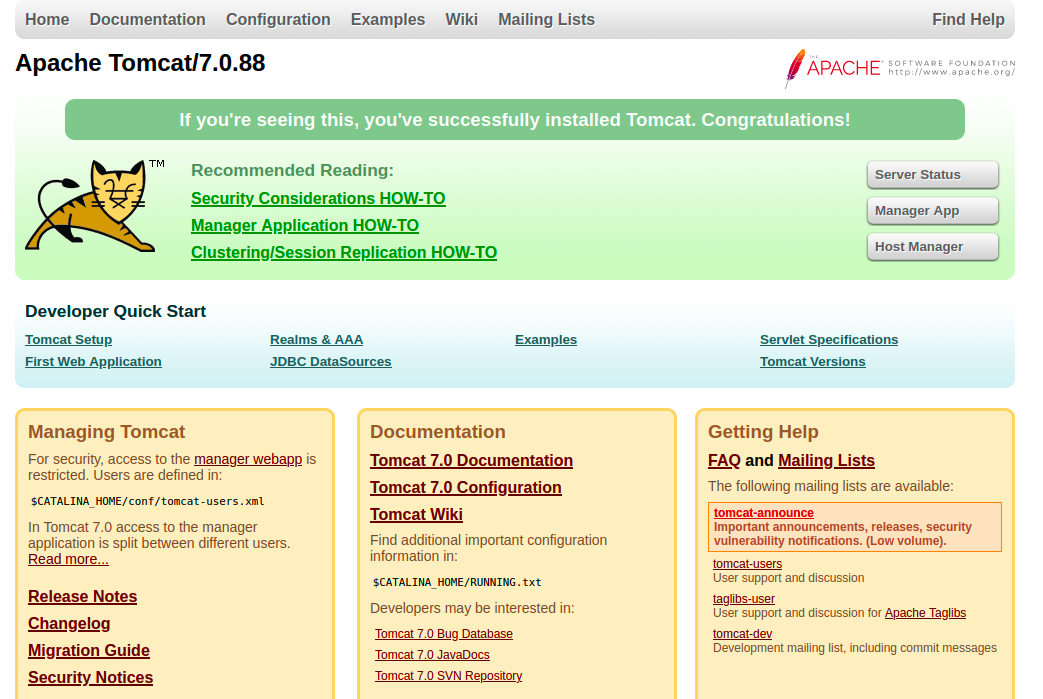 Home Documentation Configuration Examples Wiki Mailing Lists Find Help
Apache Tomcat/7.0.88
THE
APACHE® SOFTWARE FOUNDATION
http://www.apache.org/
If you're seeing this, you've successfully installed Tomcat. Congratulations!
TM
Recommended Reading:
Security Considerations HOW-TO
Manager Application HOW-TO
Clustering/Session Replication HOW-TO
Server Status
Manager App
Host Manager
Developer Quick Start
Tomcat Setup
First Web Application
Realms & AAA
JDBC DataSources
Examples
Servlet Specifications
Tomcat Versions
Managing Tomcat
For security, access to the manager webapp is
restricted. Users are defined in:
$CATALINA_HOME/conf/tomcat-users.xml
In Tomcat 7.0 access to the manager
application is split between different users.
Read more...
Release Notes
Changelog
Migration Guide
Security Notices
Documentation
Tomcat 7.0 Documentation
Tomcat 7.0 Configuration
Tomcat Wiki
Find additional important configuration
information in:
$CATALINA_HOME/RUNNING.txt
Developers may be interested in:
Tomcat 7.0 Bug Database
Tomcat 7.0 JavaDocs
Tomcat 7.0 SVN Repository
Getting Help
FAQ and Mailing Lists
The following mailing lists are available:
tomcat-announce
Important announcements, releases, security
vulnerability notifications. (Low volume).
tomcat-users
User support and discussion
taglibs-user
User support and discussion for Apache Taglibs
tomcat-dev
Development mailing list, including commit messages